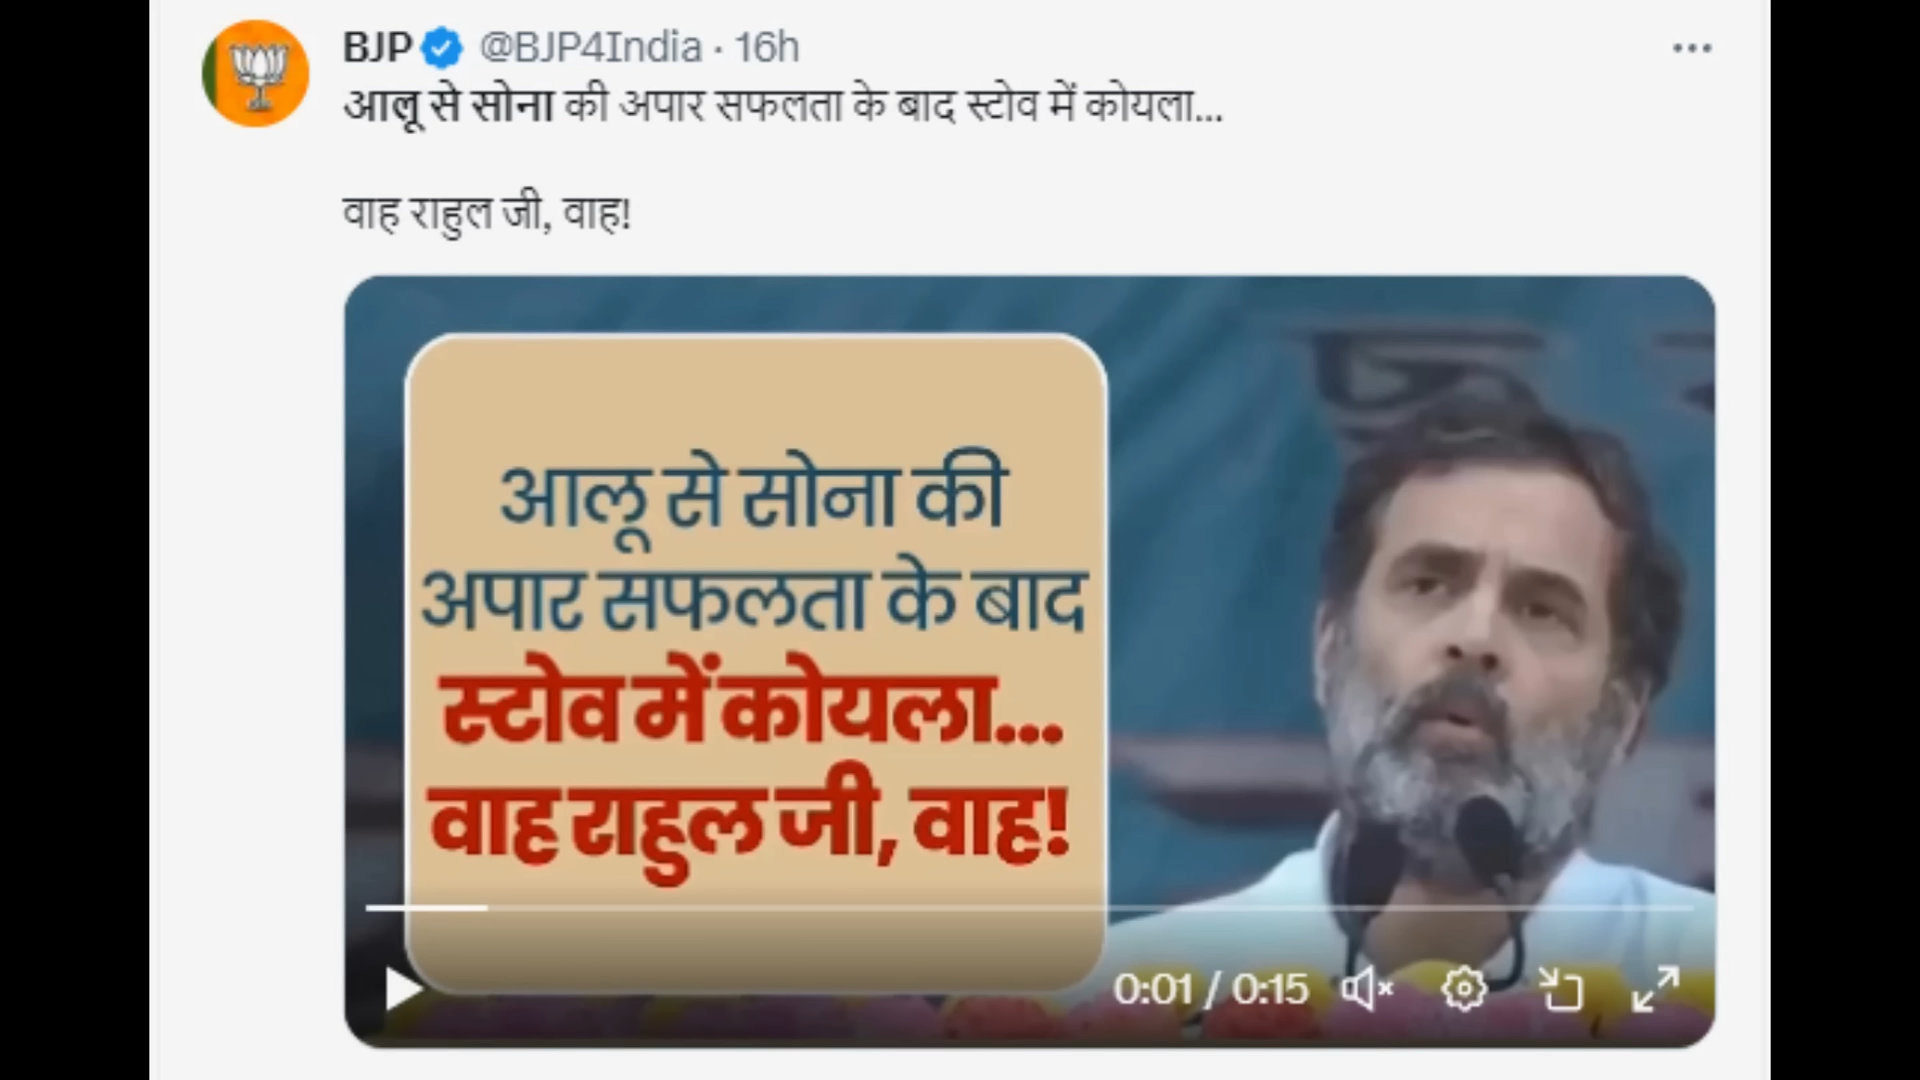 BJP @BJP4India · 16h
आलू से सोना की अपार सफलता के बाद स्टोव में कोयला...
वाह राहुल जी, वाह!
आलू से सोना की
अपार सफलता के बाद
स्टोव में कोयला...
वाह राहुल जी, वाह!
0:01 / 0:15